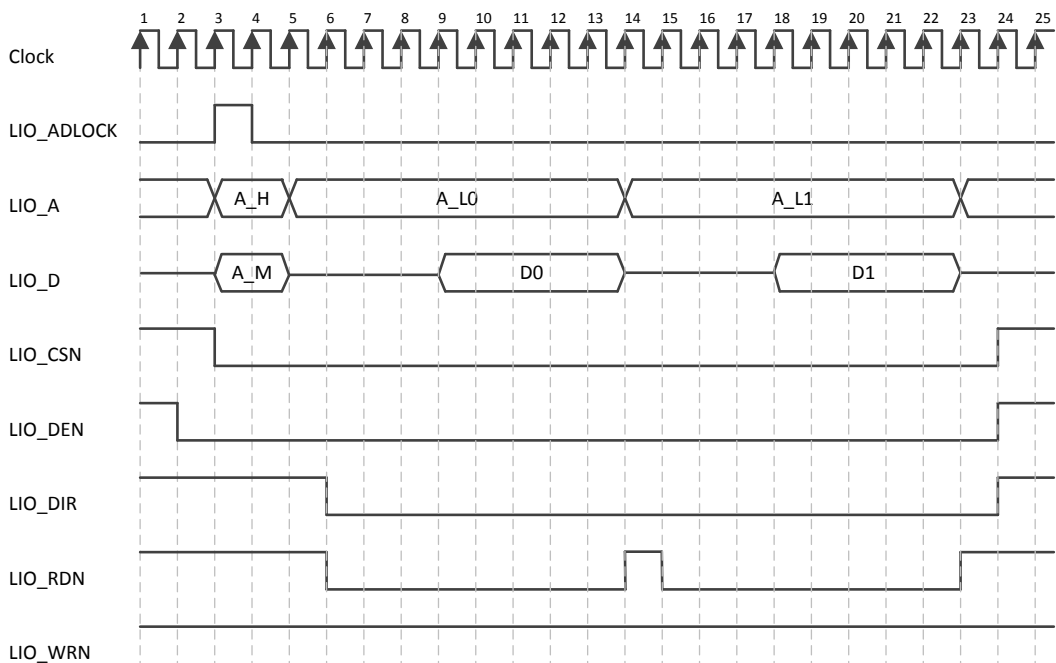 1 2 3 4 5 6 7 8 9 10 11 12 13 14 15 16 17 18 19 20 21 22 23 24 25
Clock
LIO_ADLOCK
LIO_A A_H A_L0 A_L1
LIO_D A_M D0 D1
LIO_CSN
LIO_DEN
LIO_DIR
LIO_RDN
LIO_WRN